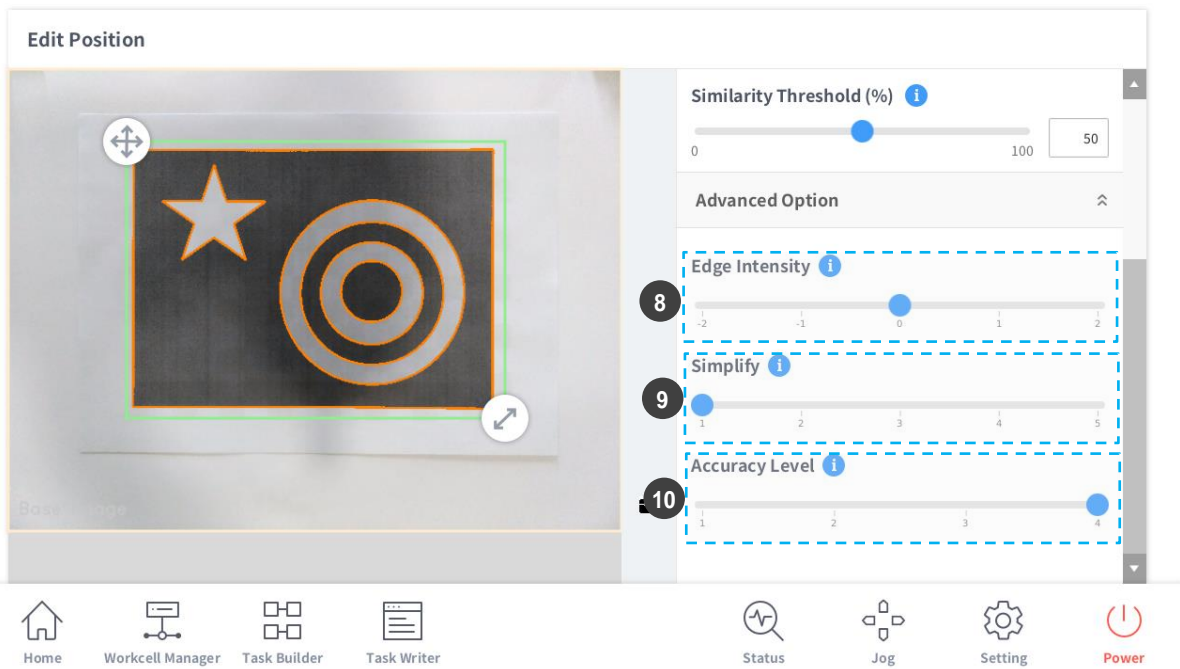 Edit Position
Similarity Threshold (%) i
50
0 100
Advanced Option
8
Edge Intensity i
-2 -1 0 1 2
9
Simplify i
1 2 3 4 5
10
Accuracy Level i
1 2 3 4
Home Workcell Manager Task Builder Task Writer Status Jog Setting Power